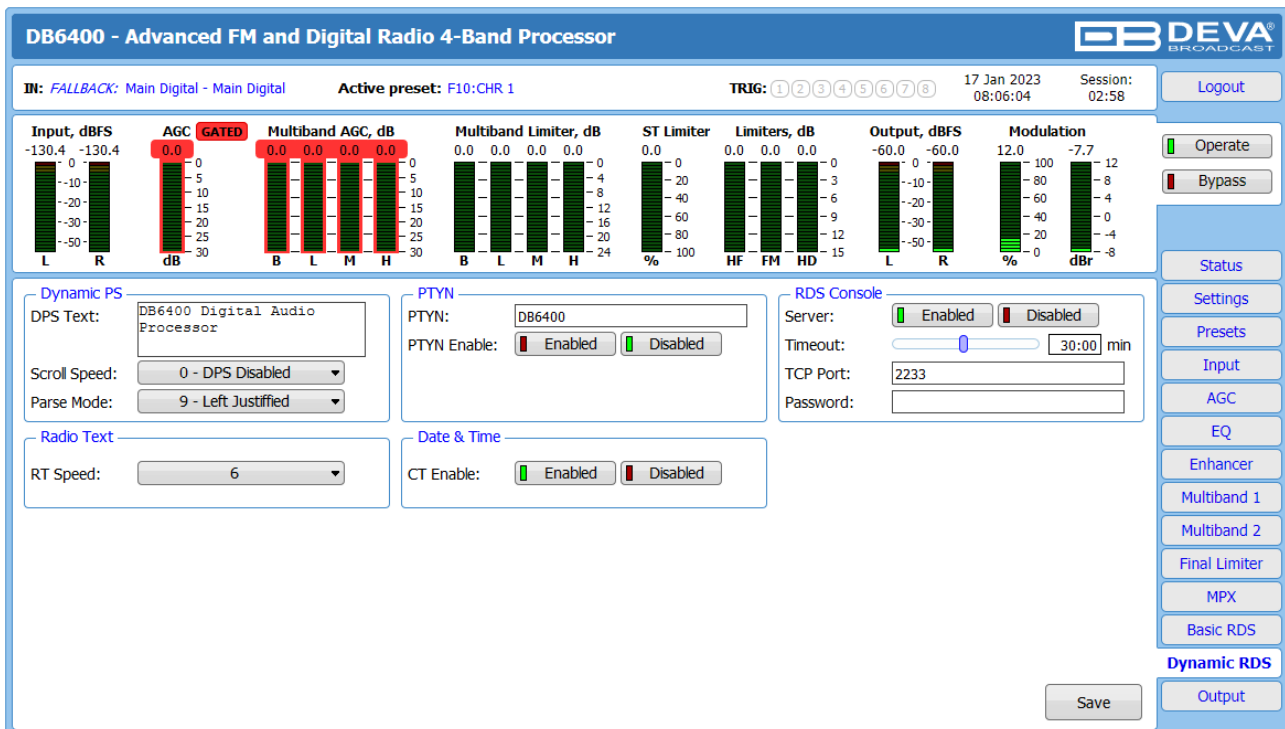 DB6400 - Advanced FM and Digital Radio 4-Band Processor
DB DEVA®
BROADCAST
IN: FALLBACK: Main Digital - Main Digital Active preset: F10:CHR 1 TRIG: 1 2 3 4 5 6 7 8 17 Jan 2023 08:06:04 Session: 02:58
Logout
Input, dBFS
-130.4 -130.4
0
-10
-20
-30
-50
L R
AGC GATED
0.0
0
5
10
15
20
25
30
dB
Multiband AGC, dB
0.0 0.0 0.0 0.0
0
5
10
15
20
25
30
B L M H
Multiband Limiter, dB
0.0 0.0 0.0 0.0
0
4
8
12
16
20
24
B L M H
ST Limiter
0.0
0
20
40
60
80
100
%
Limiters, dB
0.0 0.0 0.0
0
3
6
9
12
15
HF FM HD
Output, dBFS
-60.0 -60.0
0
-10
-20
-30
-50
L R
Modulation
12.0 -7.7
100 12
80 8
60 4
40 0
20 -4
0 -8
% dBr
Operate
Bypass
Dynamic PS
DPS Text: DB6400 Digital Audio
Processor
Scroll Speed: 0 - DPS Disabled
Parse Mode: 9 - Left Justiffied
PTYN
PTYN: DB6400
PTYN Enable: Enabled Disabled
RDS Console
Server: Enabled Disabled
Timeout: 30:00 min
TCP Port: 2233
Password:
Radio Text
RT Speed: 6
Date & Time
CT Enable: Enabled Disabled
Status
Settings
Presets
Input
AGC
EQ
Enhancer
Multiband 1
Multiband 2
Final Limiter
MPX
Basic RDS
Dynamic RDS
Output
Save